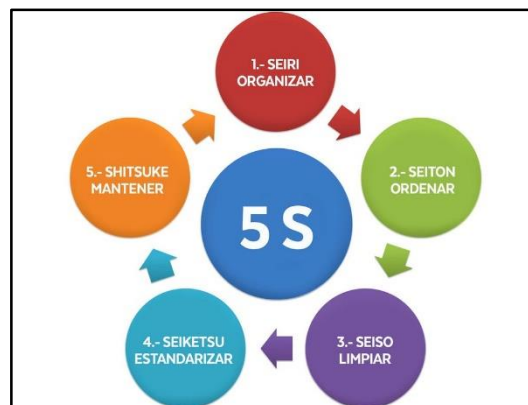 1.- SEIRI
ORGANIZAR
2.- SEITON
ORDENAR
3.- SEISO
LIMPIAR
4.- SEIKETSU
ESTANDARIZAR
5.- SHITSUKE
MANTENER
5 S